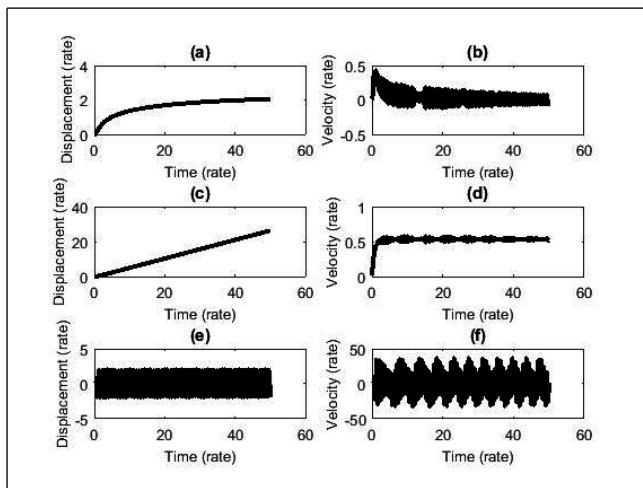 (a)
Displacement (rate)
4
2
0
0 20 40 60
Time (rate)
(b)
Velocity (rate)
0.5
0
-0.5
0 20 40 60
Time (rate)
(c)
Displacement (rate)
40
20
0
0 20 40 60
Time (rate)
(d)
Velocity (rate)
1
0.5
0
0 20 40 60
Time (rate)
(e)
Displacement (rate)
5
0
-5
0 20 40 60
Time (rate)
(f)
Velocity (rate)
50
0
-50
0 20 40 60
Time (rate)